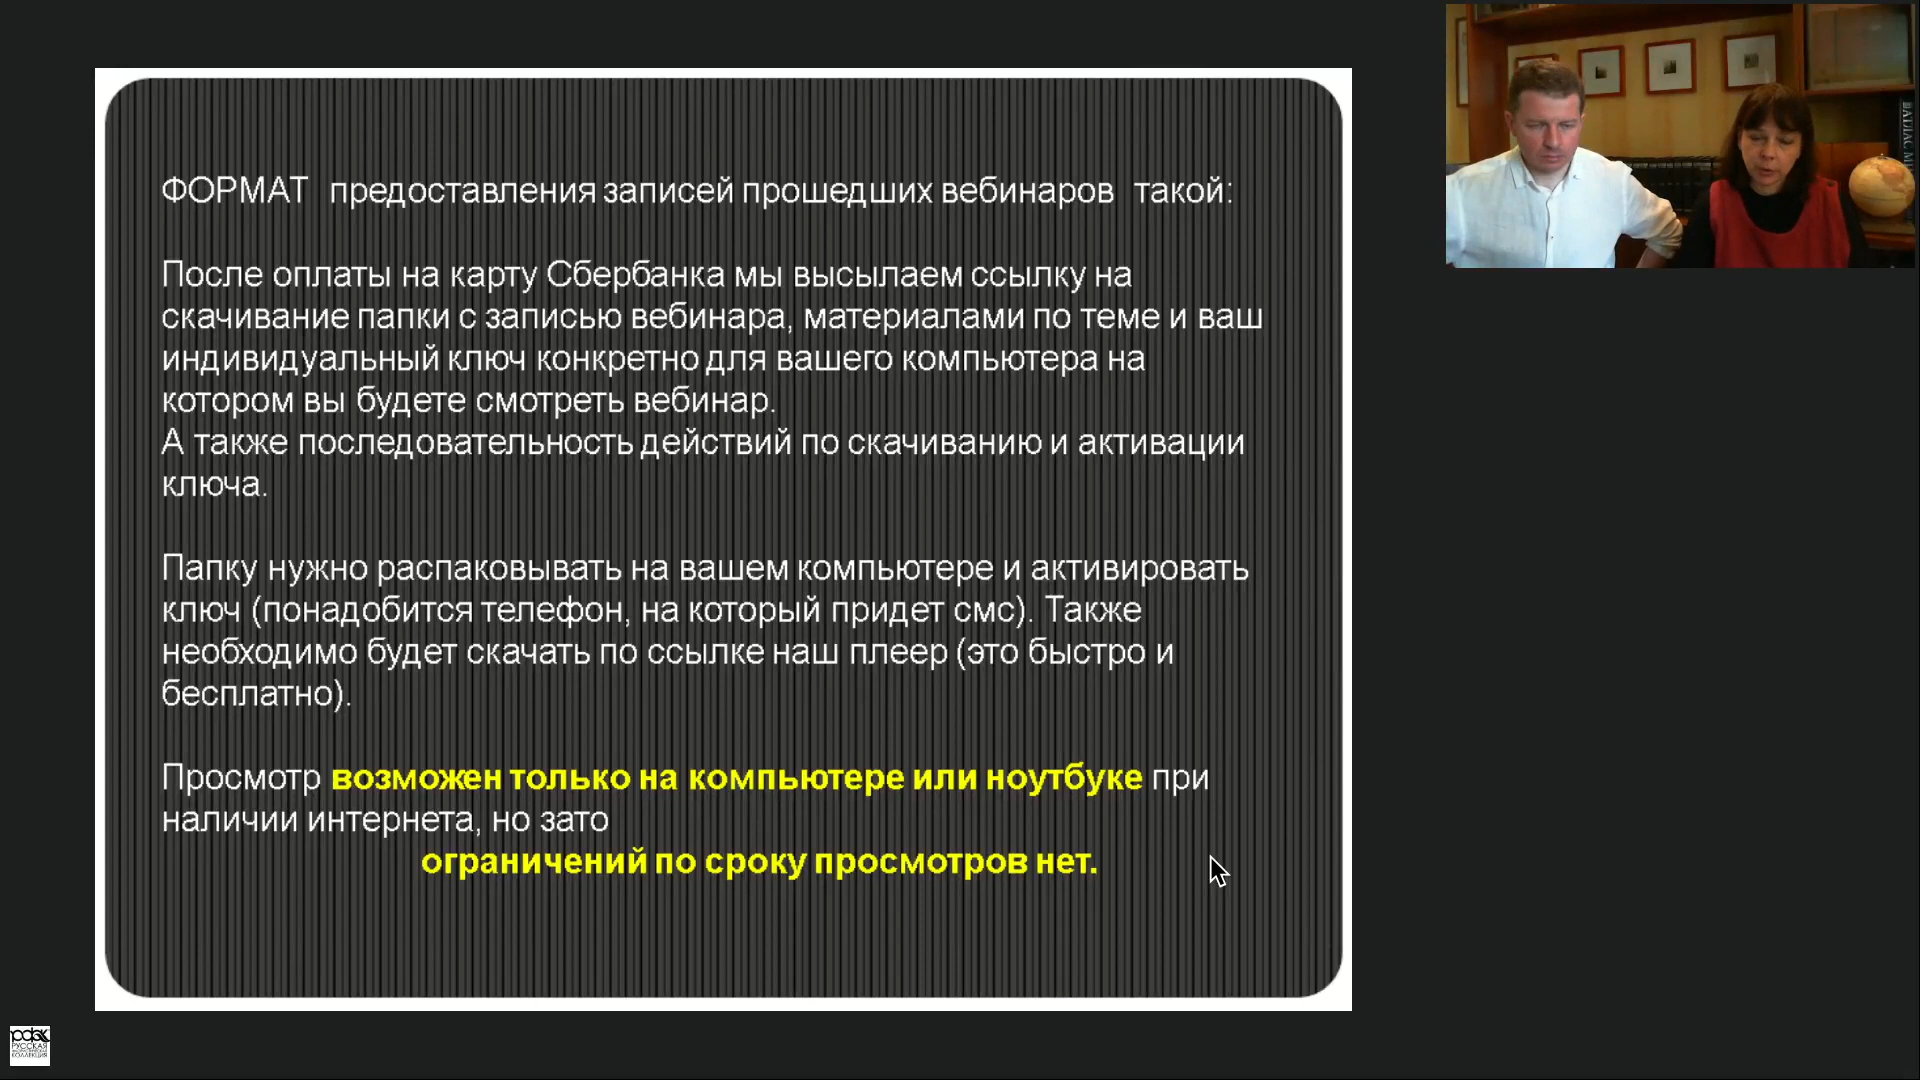 ФОРМАТ предоставления записей прошедших вебинаров такой:
После оплаты на карту Сбербанка мы высылаем ссылку на
скачивание папки с записью вебинара, материалами по теме и ваш
индивидуальный ключ конкретно для вашего компьютера на
котором вы будете смотреть вебинар.
А также последовательность действий по скачиванию и активации
ключа.
Папку нужно распаковывать на вашем компьютере и активировать
ключ (понадобится телефон, на который придет смс). Также
необходимо будет скачать по ссылке наш плеер (это быстро и
бесплатно).
Просмотр возможен только на компьютере или ноутбуке при
наличии интернета, но зато
ограничений по сроку просмотров нет.
РУССКАЯ
КОЛЛЕКЦИЯ